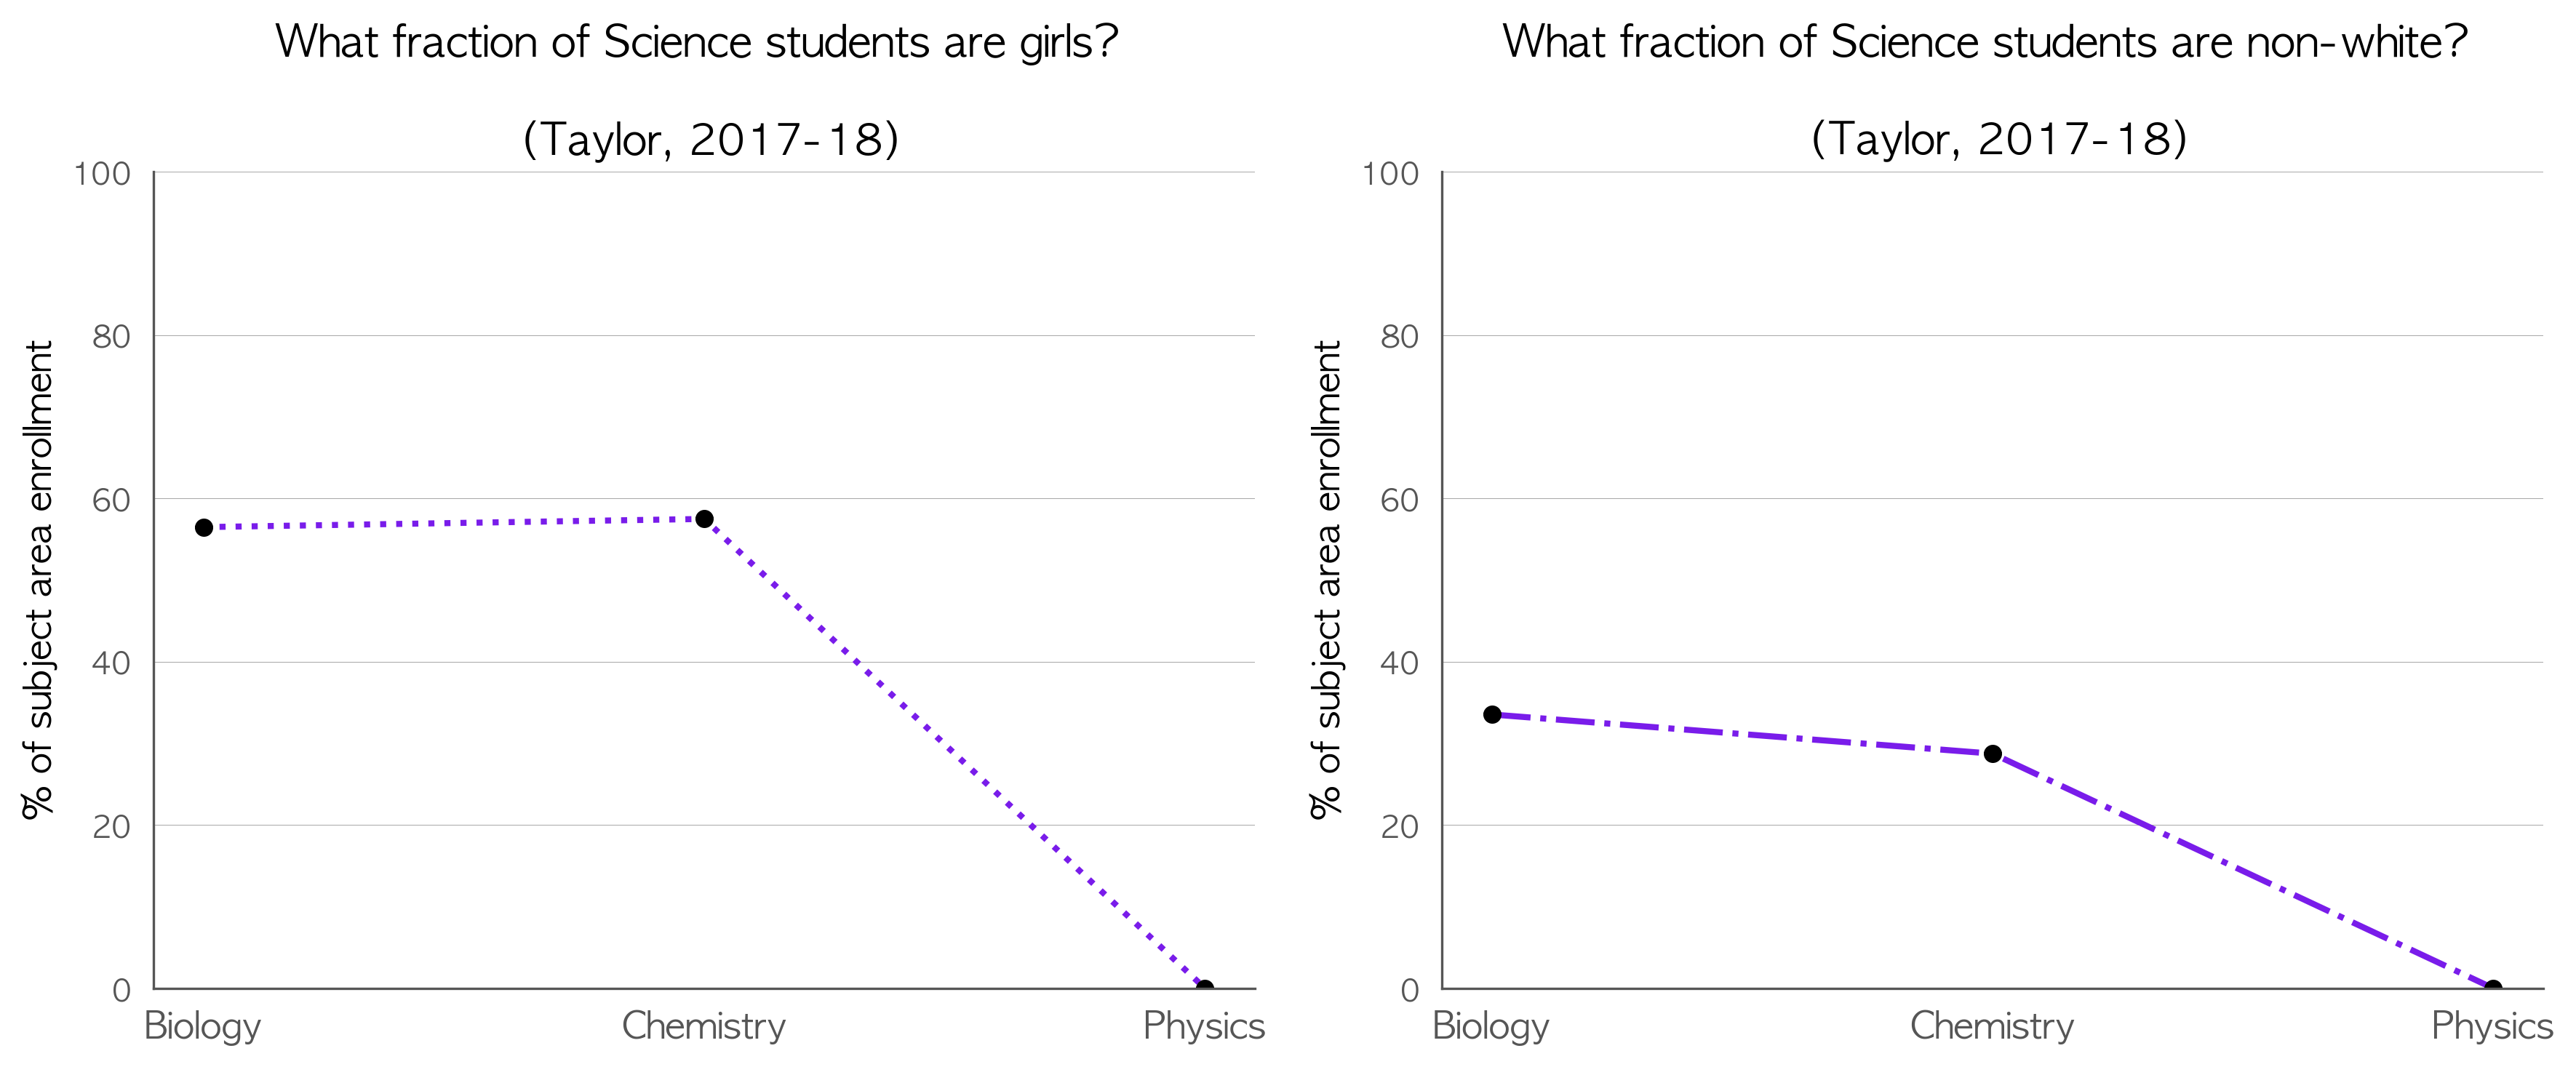 What fraction of Science students are girls?
(Taylor, 2017-18)
100
80
60
40
20
0
% of subject area enrollment
Biology
Chemistry
Physics
What fraction of Science students are non-white?
(Taylor, 2017-18)
100
80
60
40
20
0
% of subject area enrollment
Biology
Chemistry
Physics